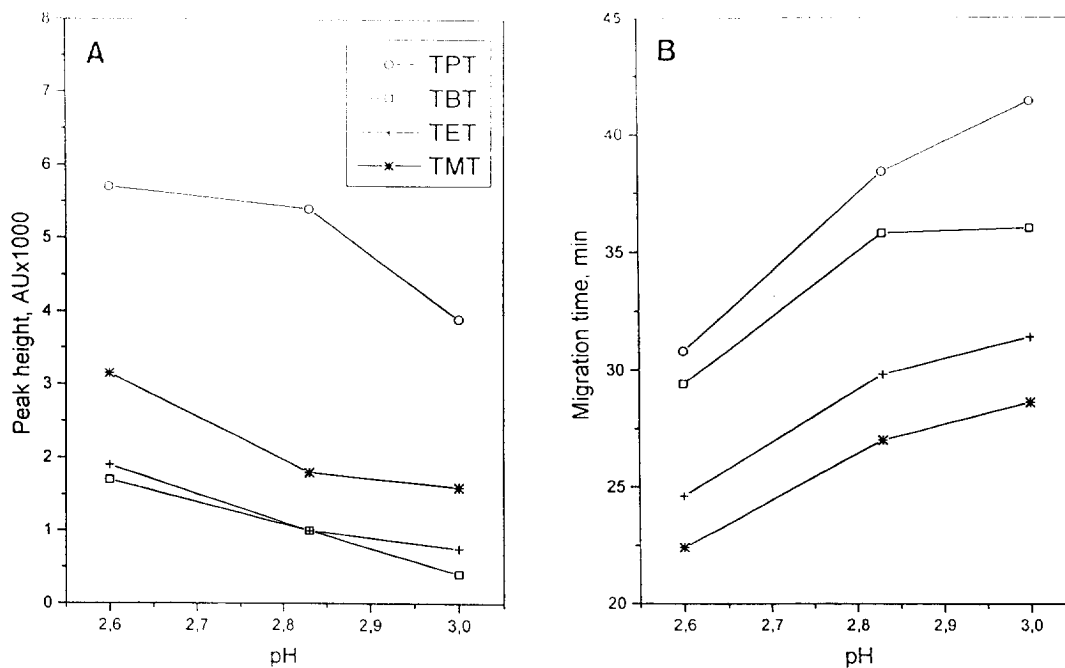 A
TPT
TBT
TET
TMT
Peak height, AUx1000
8
7
6
5
4
3
2
1
0
2,6 2,7 2,8 2,9 3,0
pH
B
Migration time, min
45
40
35
30
25
20
2,6 2,7 2,8 2,9 3,0
pH